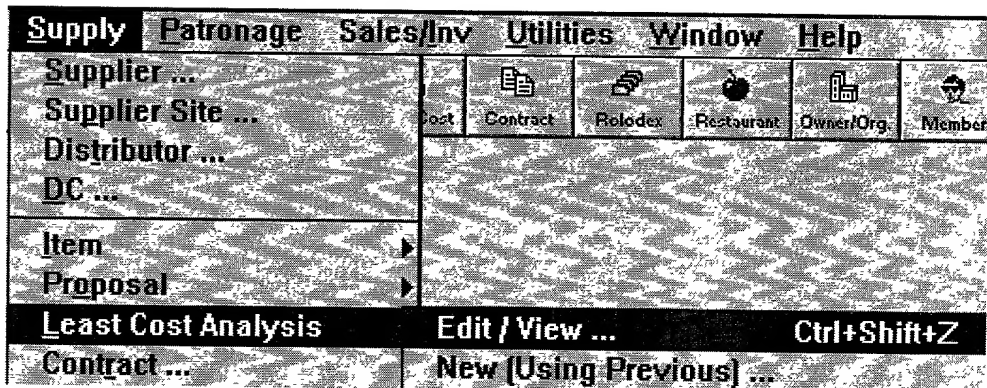 Supply Patronage Sales/Inv Utilities Window Help
Supplier ...
Supplier Site ...
Distributor ...
DC ...
Item
Proposal
Least Cost Analysis
Contract ...
Cost Contract Rolodex Restaurant Owner/Org. Member
Edit / View ... Ctrl+Shift+Z
New (Using Previous) ...